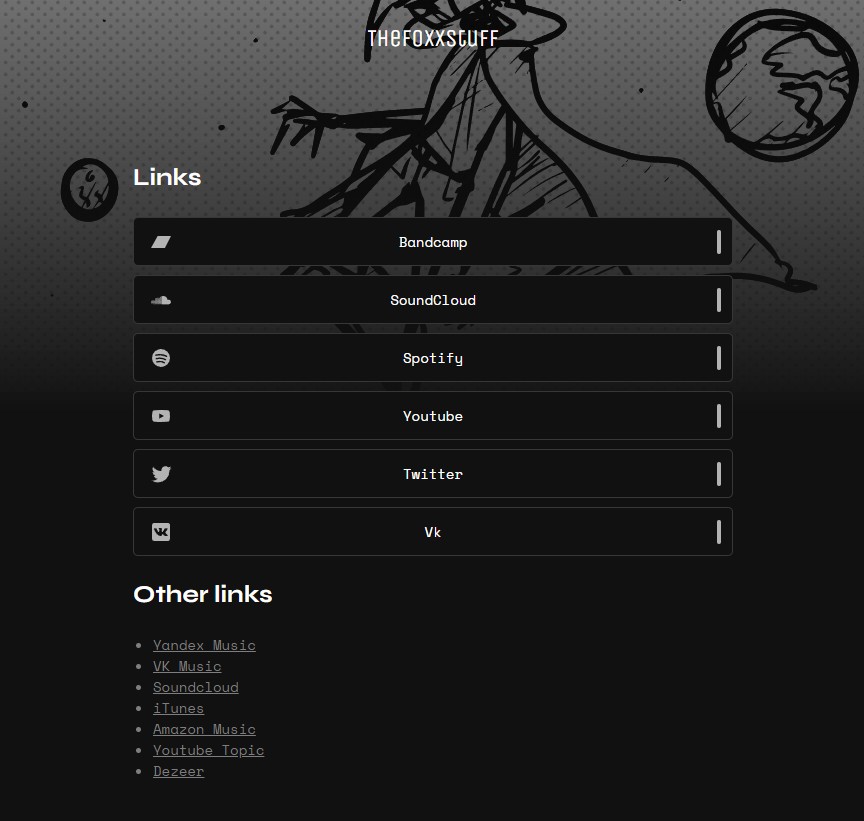 THEFOXXSTUFF
Links
Bandcamp
SoundCloud
Spotify
Youtube
Twitter
Vk
Other links
Yandex Music
VK Music
Soundcloud
iTunes
Amazon Music
Youtube Topic
Dezeer